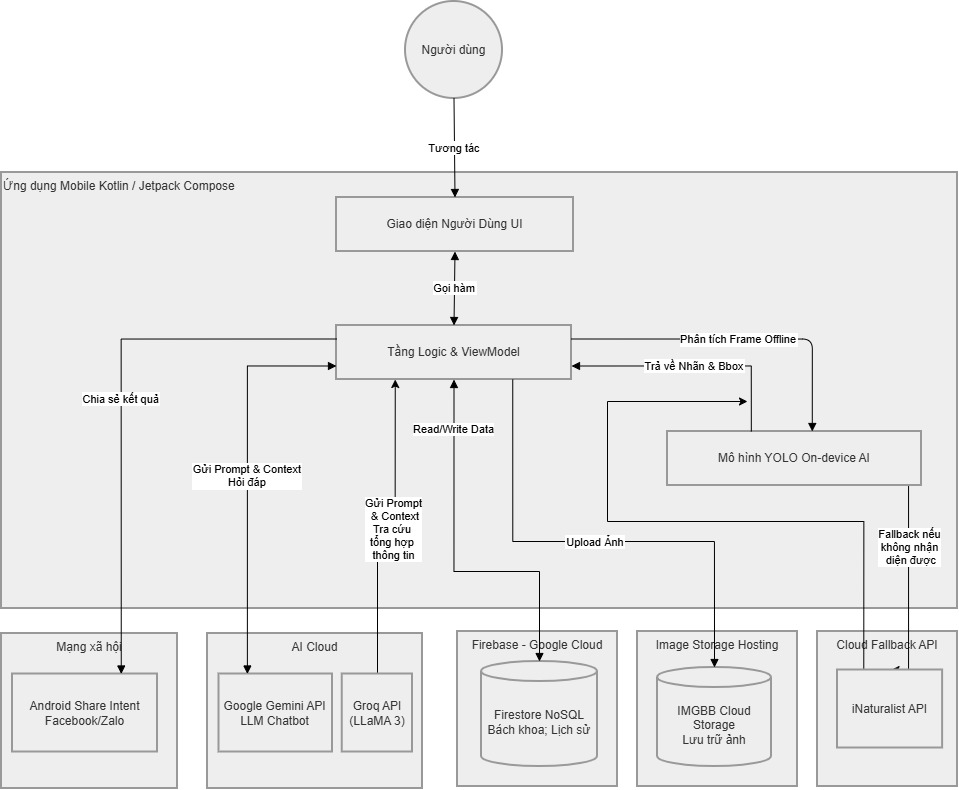 Người dùng
Tương tác
Ứng dụng Mobile Kotlin / Jetpack Compose
Giao diện Người Dùng UI
Gọi hàm
Tầng Logic & ViewModel
Phân tích Frame Offline
Trả về Nhãn & Bbox
Chia sẻ kết quả
Read/Write Data
Mô hình YOLO On-device AI
Gửi Prompt & Context
Hỏi đáp
Gửi Prompt
& Context
Tra cứu
tổng hợp
thông tin
Upload Ảnh
Fallback nếu
không nhận
diện được
Mạng xã hội
Android Share Intent
Facebook/Zalo
AI Cloud
Google Gemini API
LLM Chatbot
Groq API
(LLaMA 3)
Firebase - Google Cloud
Firestore NoSQL
Bách khoa; Lịch sử
Image Storage Hosting
IMGBB Cloud
Storage
Lưu trữ ảnh
Cloud Fallback API
iNaturalist API